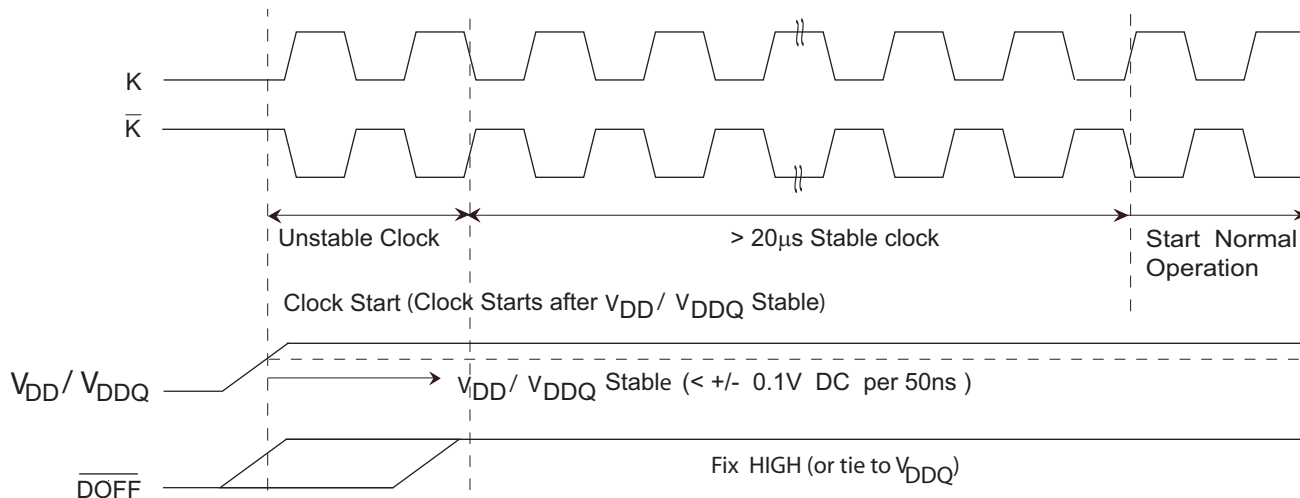 K
K̅
Unstable Clock
> 20µs Stable clock
Start Normal
Operation
Clock Start (Clock Starts after VDD / VDDQ Stable)
VDD / VDDQ
VDD / VDDQ Stable (< +/- 0.1V DC per 50ns )
Fix HIGH (or tie to VDDQ)
DOFF